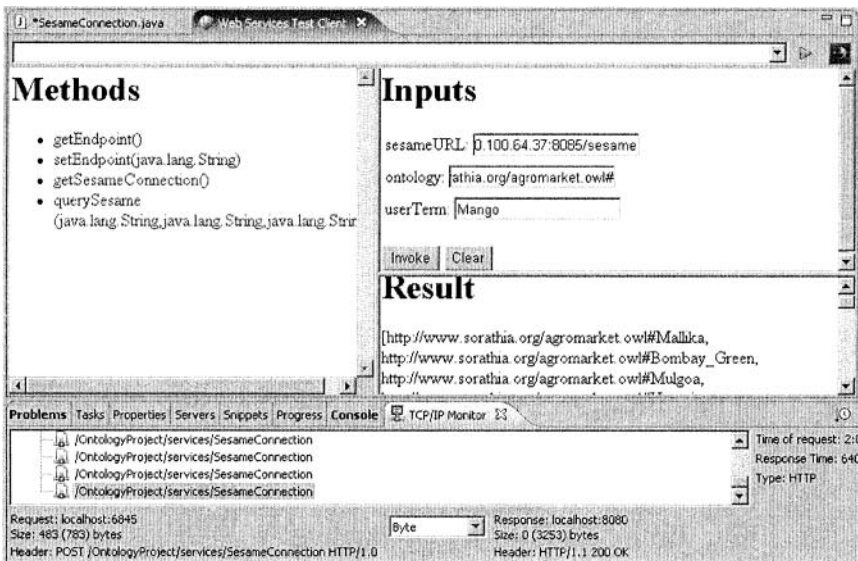 *SesameConnection.java
Web Services Test Client
Methods
getEndpoint()
setEndpoint(java.lang.String)
getSesameConnection()
querySesame
(java.lang.String,java.lang.String,java.lang.Strir
Inputs
sesameURL: 0.100.64.37:8085/sesame
ontology: athia.org/agromarket.owl#
userTerm: Mango
Invoke Clear
Result
[http://www.sorathia.org/agromarket.owl#Mallika,
http://www.sorathia.org/agromarket.owl#Bombay_Green,
http://www.sorathia.org/agromarket.owl#Mulgoa,
Problems Tasks Properties Servers Snippets Progress Console TCP/IP Monitor
/OntologyProject/services/SesameConnection
/OntologyProject/services/SesameConnection
/OntologyProject/services/SesameConnection
/OntologyProject/services/SesameConnection
Time of request: 2:0
Response Time: 640
Type: HTTP
Request: localhost:6845
Size: 483 (783) bytes
Header: POST /OntologyProject/services/SesameConnection HTTP/1.0
Byte
Response: localhost:8080
Size: 0 (3253) bytes
Header: HTTP/1.1 200 OK